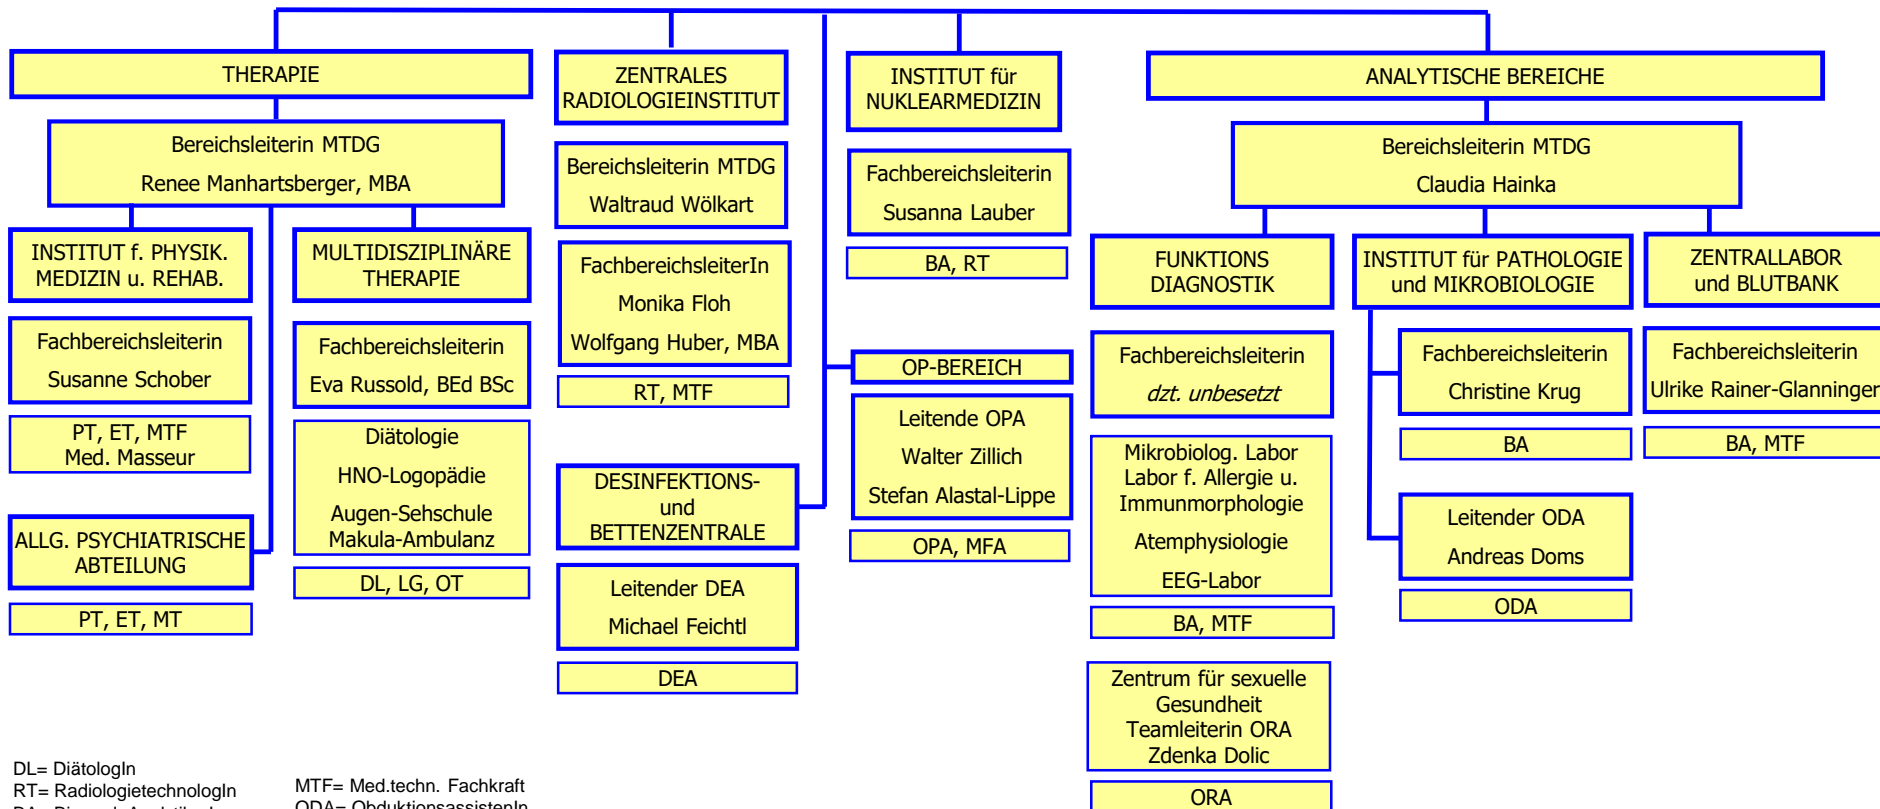 THERAPIE
Bereichsleiterin MTDG
Renee Manhartsberger, MBA
INSTITUT f. PHYSIK.
MEDIZIN u. REHAB.
Fachbereichsleiterin
Susanne Schober
PT, ET, MTF
Med. Masseur
ALLG. PSYCHIATRISCHE
ABTEILUNG
PT, ET, MT
MULTIDISZIPLINÄRE
THERAPIE
Fachbereichsleiterin
Eva Russold, BEd BSc
Diätologie
HNO-Logopädie
Augen-Sehschule
Makula-Ambulanz
DL, LG, OT
ZENTRALES
RADIOLOGIEINSTITUT
Bereichsleiterin MTDG
Waltraud Wölkart
FachbereichsleiterIn
Monika Floh
Wolfgang Huber, MBA
RT, MTF
DESINFEKTIONS-
und
BETTENZENTRALE
Leitender DEA
Michael Feichtl
DEA
INSTITUT für
NUKLEARMEDIZIN
Fachbereichsleiterin
Susanna Lauber
BA, RT
OP-BEREICH
Leitende OPA
Walter Zillich
Stefan Alastal-Lippe
OPA, MFA
ANALYTISCHE BEREICHE
Bereichsleiterin MTDG
Claudia Hainka
FUNKTIONS
DIAGNOSTIK
Fachbereichsleiterin
dzt. unbesetzt
Mikrobiolog. Labor
Labor f. Allergie u.
Immunmorphologie
Atemphysiologie
EEG-Labor
BA, MTF
Zentrum für sexuelle
Gesundheit
Teamleiterin ORA
Zdenka Dolic
ORA
INSTITUT für PATHOLOGIE
und MIKROBIOLOGIE
Fachbereichsleiterin
Christine Krug
BA
Leitender ODA
Andreas Doms
ODA
ZENTRALLABOR
und BLUTBANK
Fachbereichsleiterin
Ulrike Rainer-Glanninger
BA, MTF
DL= DiätologIn
RT= RadiologietechnologIn
MTF= Med.techn. Fachkraft